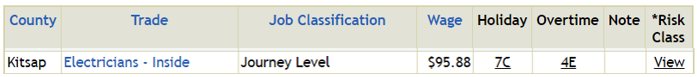 County Trade Job Classification Wage Holiday Overtime Note *Risk Class
Kitsap Electricians - Inside Journey Level $95.88 7C 4E View